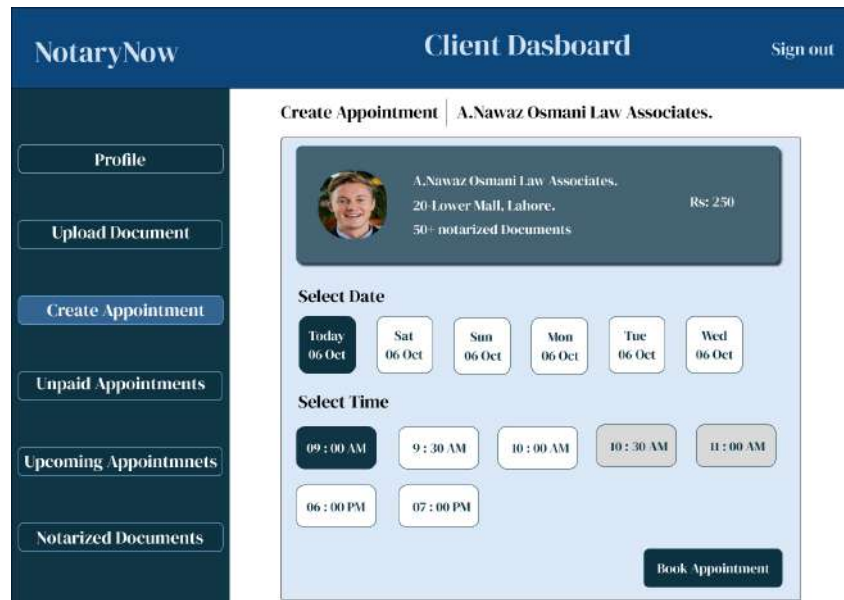 NotaryNow
Client Dasboard
Sign out
Profile
Upload Document
Create Appointment
Unpaid Appointments
Upcoming Appointmnets
Notarized Documents
Create Appointment | A.Nawaz Osmani Law Associates.
A.Nawaz Osmani Law Associates.
20-Lower Mall, Lahore.
50+ notarized Documents
Rs: 250
Select Date
Today Sat Sun Mon Tue Wed
06 Oct 06 Oct 06 Oct 06 Oct 06 Oct 06 Oct
Select Time
09 : 00 AM 9 : 30 AM 10 : 00 AM 10 : 30 AM 11 : 00 AM
06 : 00 PM 07 : 00 PM
Book Appointment